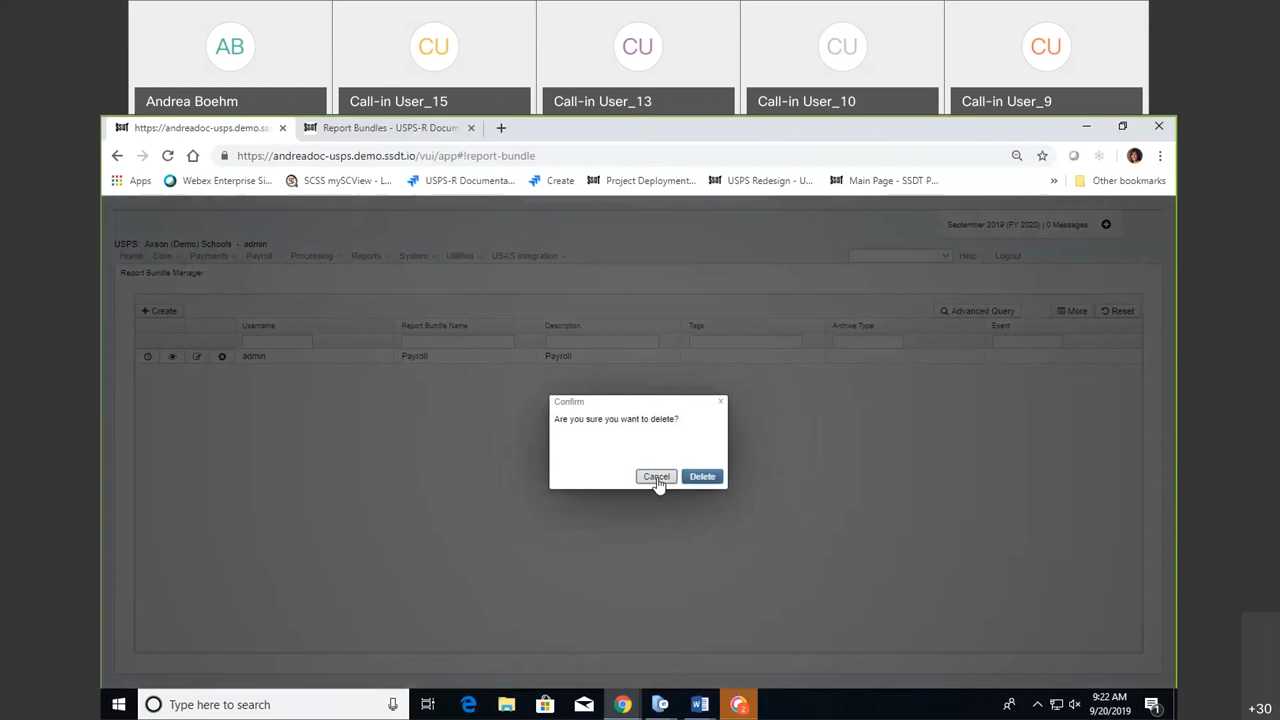 AB
CU
CU
CU
CU
Andrea Boehm
Call-in User_15
Call-in User_13
Call-in User_10
Call-in User_9
https://andreadoc-usps.demo.ssc
Report Bundles - USPS-R Docum
https://andreadoc-usps.demo.ssdt.io/vui/app#!report-bundle
Apps
Webex Enterprise Si...
SCSS mySCView - L...
USPS-R Documenta...
Create
Project Deployment...
USPS Redesign - U...
Main Page - SSDT P...
Other bookmarks
September 2019 (FY 2020) | 0 Messages
USPS: Axson (Demo) Schools - admin
Home Core Payments Payroll Processing Reports System Utilities USAS Integration
Help Logout
Report Bundle Manager
Create
Advanced Query
More
Reset
Username
Report Bundle Name
Description
Tags
Archive Type
Event
admin
Payroll
Payroll
Confirm
Are you sure you want to delete?
Cancel
Delete
Type here to search
9:22 AM
9/20/2019
+30